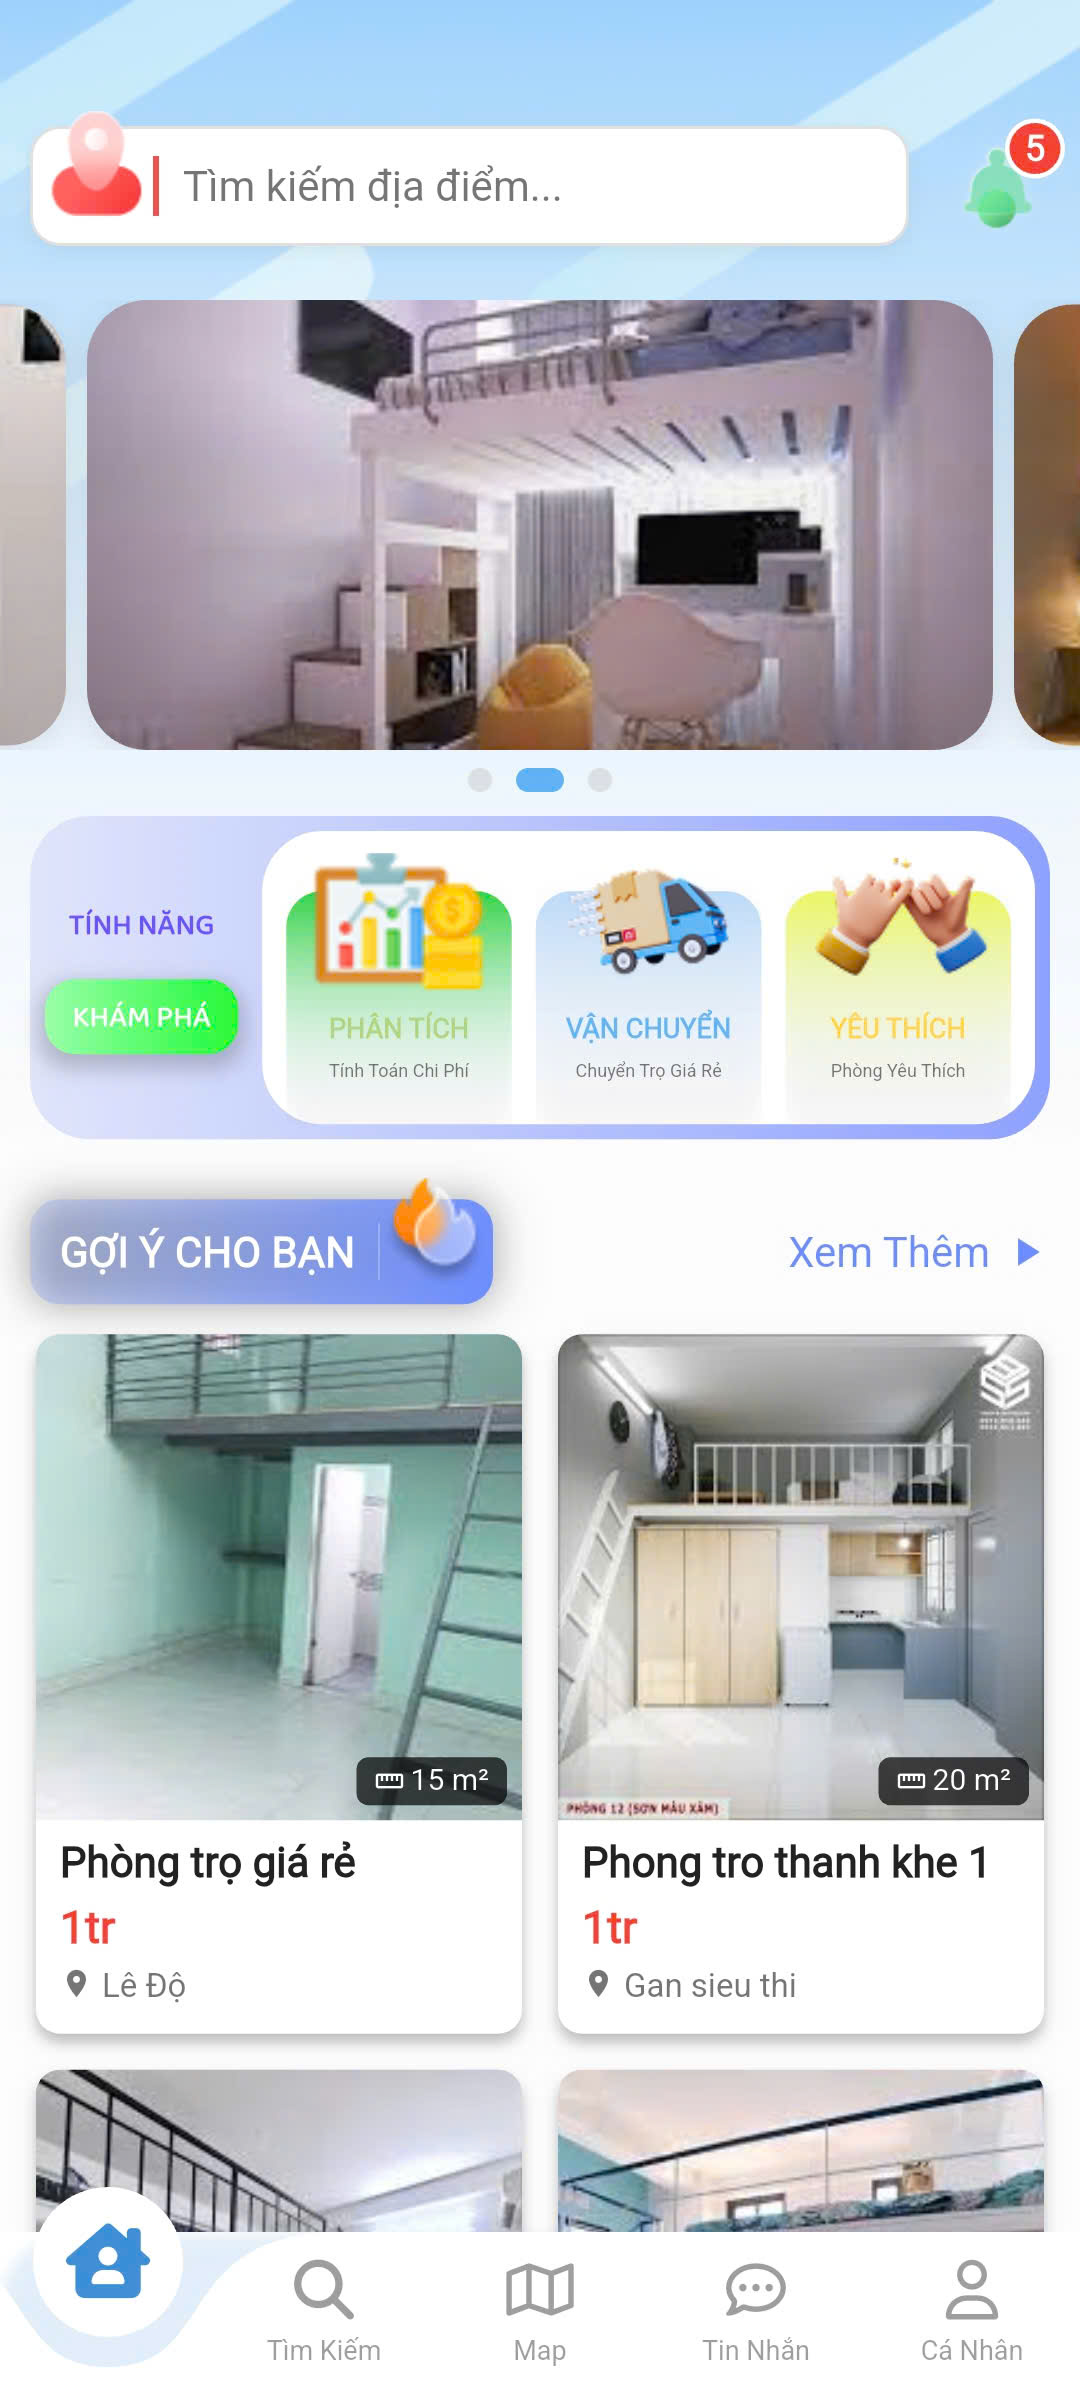 Tìm kiếm địa điểm...
5
TÍNH NĂNG
KHÁM PHÁ
PHÂN TÍCH
Tính Toán Chi Phí
VẬN CHUYỂN
Chuyển Trọ Giá Rẻ
YÊU THÍCH
Phòng Yêu Thích
GỢI Ý CHO BẠN
Xem Thêm
15 m²
20 m²
PHÒNG 12 (SƠN MÀU XÁM)
Phòng trọ giá rẻ
1tr
Lê Độ
Phong tro thanh khe 1
1tr
Gan sieu thi
Tìm Kiếm
Map
Tin Nhắn
Cá Nhân